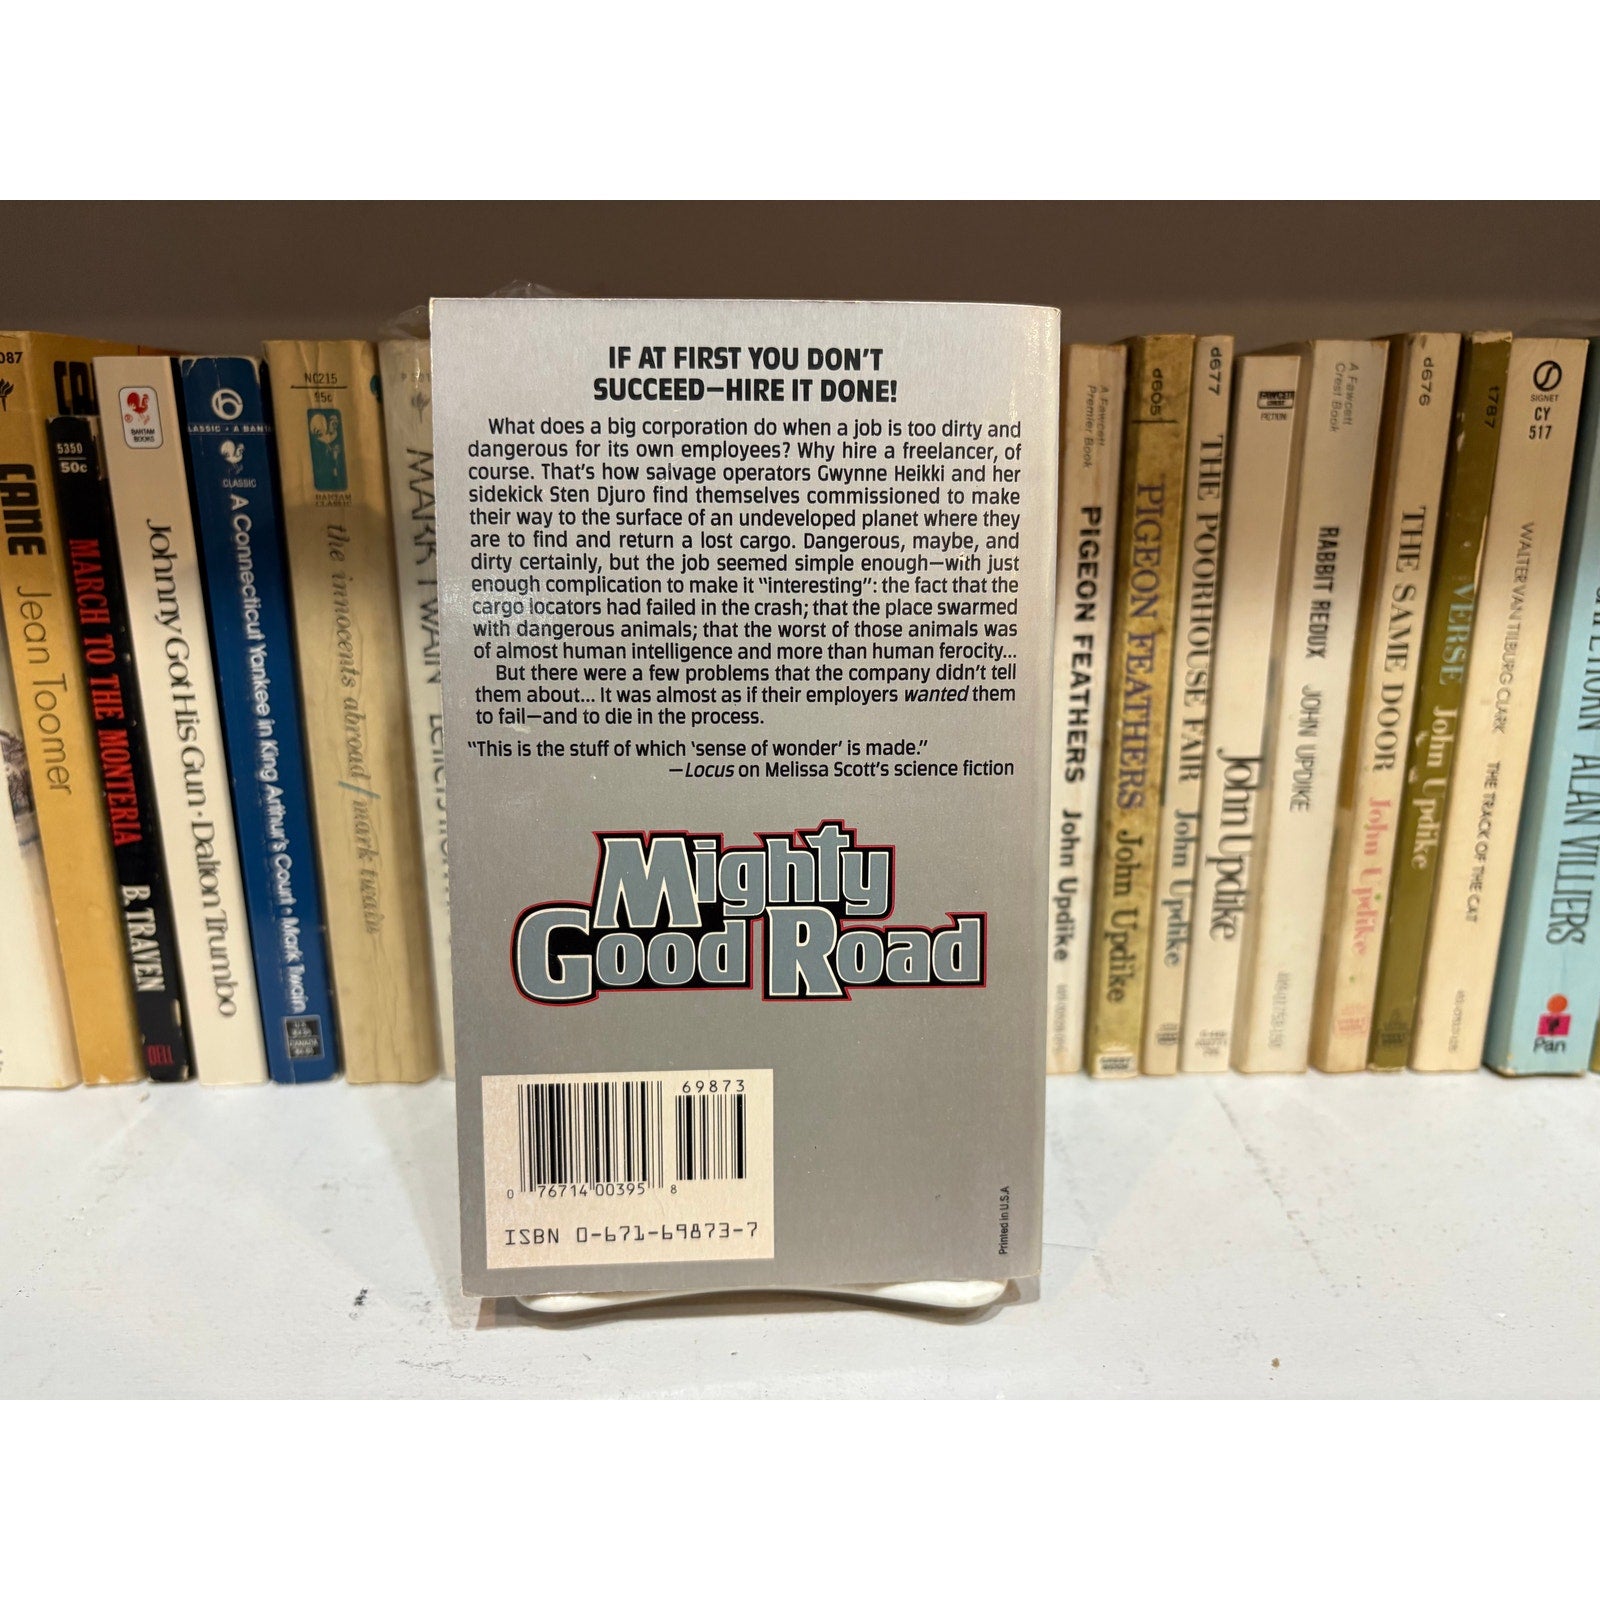 IF AT FIRST YOU DON'T
SUCCEED—HIRE IT DONE!
What does a big corporation do when a job is too dirty and
dangerous for its own employees? Why hire a freelancer, of
course. That's how salvage operators Gwynne Heikki and her
sidekick Sten Djuro find themselves commissioned to make
their way to the surface of an undeveloped planet where they
are to find and return a lost cargo. Dangerous, maybe, and
dirty certainly, but the job seemed simple enough—with just
enough complication to make it "interesting": the fact that the
cargo locators had failed in the crash; that the place swarmed
with dangerous animals; that the worst of those animals was
of almost human intelligence and more than human ferocity...
But there were a few problems that the company didn't tell
them about... It was almost as if their employers wanted them
to fail—and to die in the process.
"This is the stuff of which 'sense of wonder' is made."
—Locus on Melissa Scott's science fiction
Mighty
Good Road
69873
0 76714 00395 8
ISBN 0-671-69873-7
Printed in U.S.A
087
CANE Jean Toomer
5350
50c
MARCH TO THE MONTERIA B. TRAVEN
DELL
BANTAM
BOOKS
Johnny Got His Gun • Dalton Trumbo
CLASSIC
A Connecticut Yankee in King Arthur's Court • Mark Twain
NC215
95c
BANTAM
CLASSIC
the innocents abroad / mark twain
MARK TWAIN
A Fawcett
Premier Book
PIGEON FEATHERS John Updike
d605
PIGEON FEATHERS John Updike
d677
THE POORHOUSE FAIR John Updike
FAWCETT
CREST
FICTION
John Updike
A Fawcett
Crest Book
RABBIT REDUX JOHN UPDIKE
d676
THE SAME DOOR John Updike
t787
VERSE John Updike
SIGNET
CY
517
WALTER VAN TILBURG CLARK THE TRACK OF THE CAT
ALAN VILLIERS
Pan